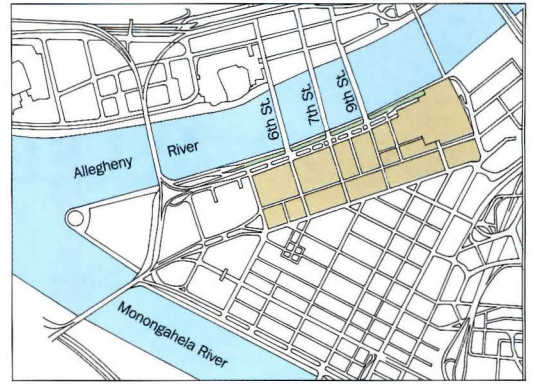 6th St.
7th St.
9th St.
Allegheny River
Monongahela River